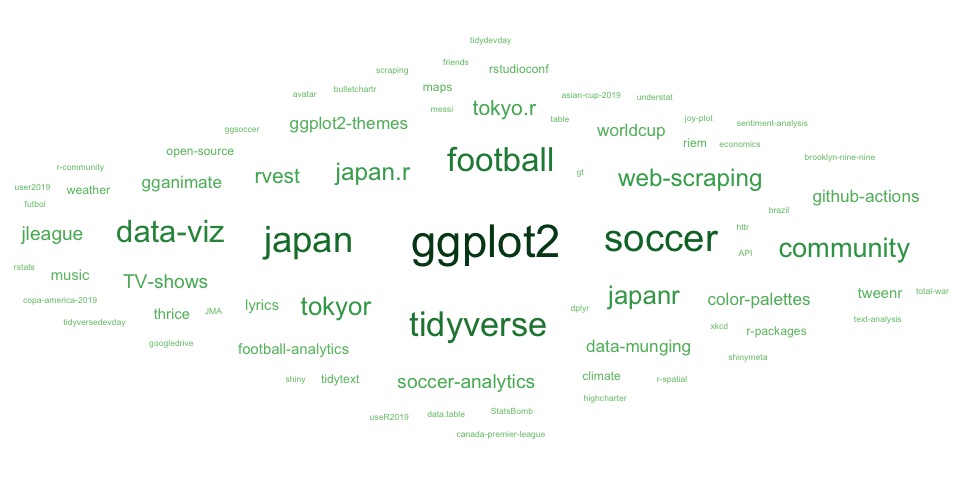 tidydevday
friends
scraping
rstudioconf
avatar
bulletchartr
maps
asian-cup-2019
understat
messi
tokyo.r
table
joy-plot
sentiment-analysis
ggsoccer
ggplot2-themes
worldcup
riem
economics
open-source
football
brooklyn-nine-nine
r-community
rvest
japan.r
gt
web-scraping
user2019
weather
gganimate
github-actions
futbol
brazil
jleague
data-viz
japan
ggplot2
soccer
httr
community
API
rstats
music
TV-shows
copa-america-2019
lyrics
tokyor
japanr
color-palettes
tweenr
total-war
thrice
JMA
dplyr
tidyversedevday
tidyverse
xkcd
r-packages
text-analysis
googledrive
football-analytics
data-munging
shinymeta
shiny
tidytext
soccer-analytics
climate
r-spatial
highcharter
useR2019
data.table
StatsBomb
canada-premier-league